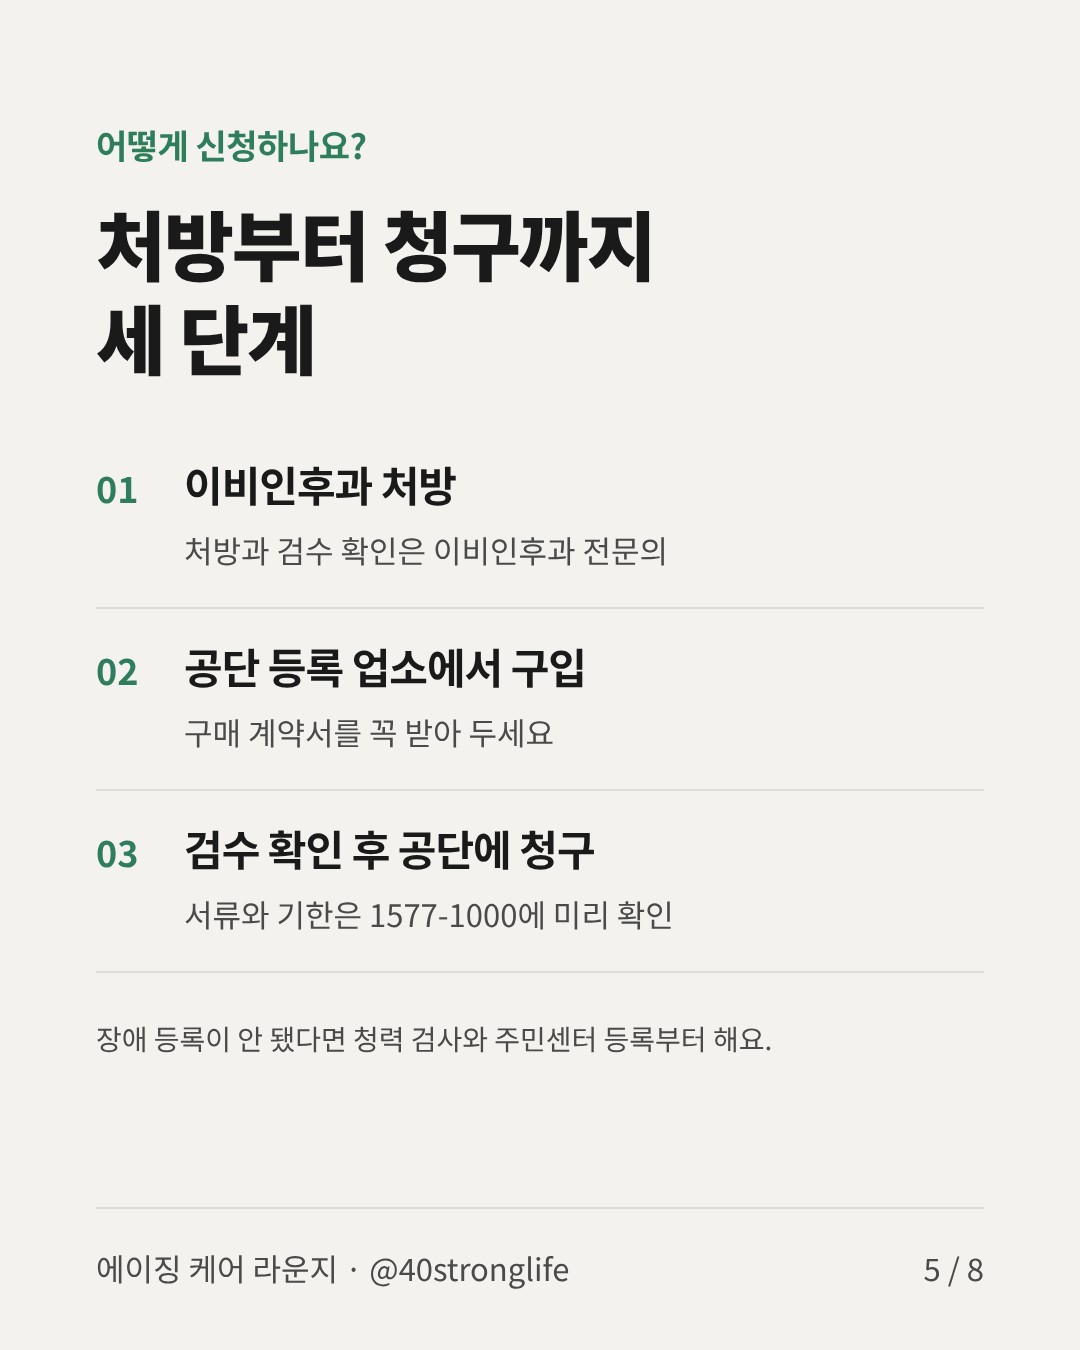 어떻게 신청하나요?
처방부터 청구까지
세 단계
01 이비인후과 처방
처방과 검수 확인은 이비인후과 전문의
02 공단 등록 업소에서 구입
구매 계약서를 꼭 받아 두세요
03 검수 확인 후 공단에 청구
서류와 기한은 1577-1000에 미리 확인
장애 등록이 안 됐다면 청력 검사와 주민센터 등록부터 해요.
에이징 케어 라운지 · @40stronglife 5 / 8